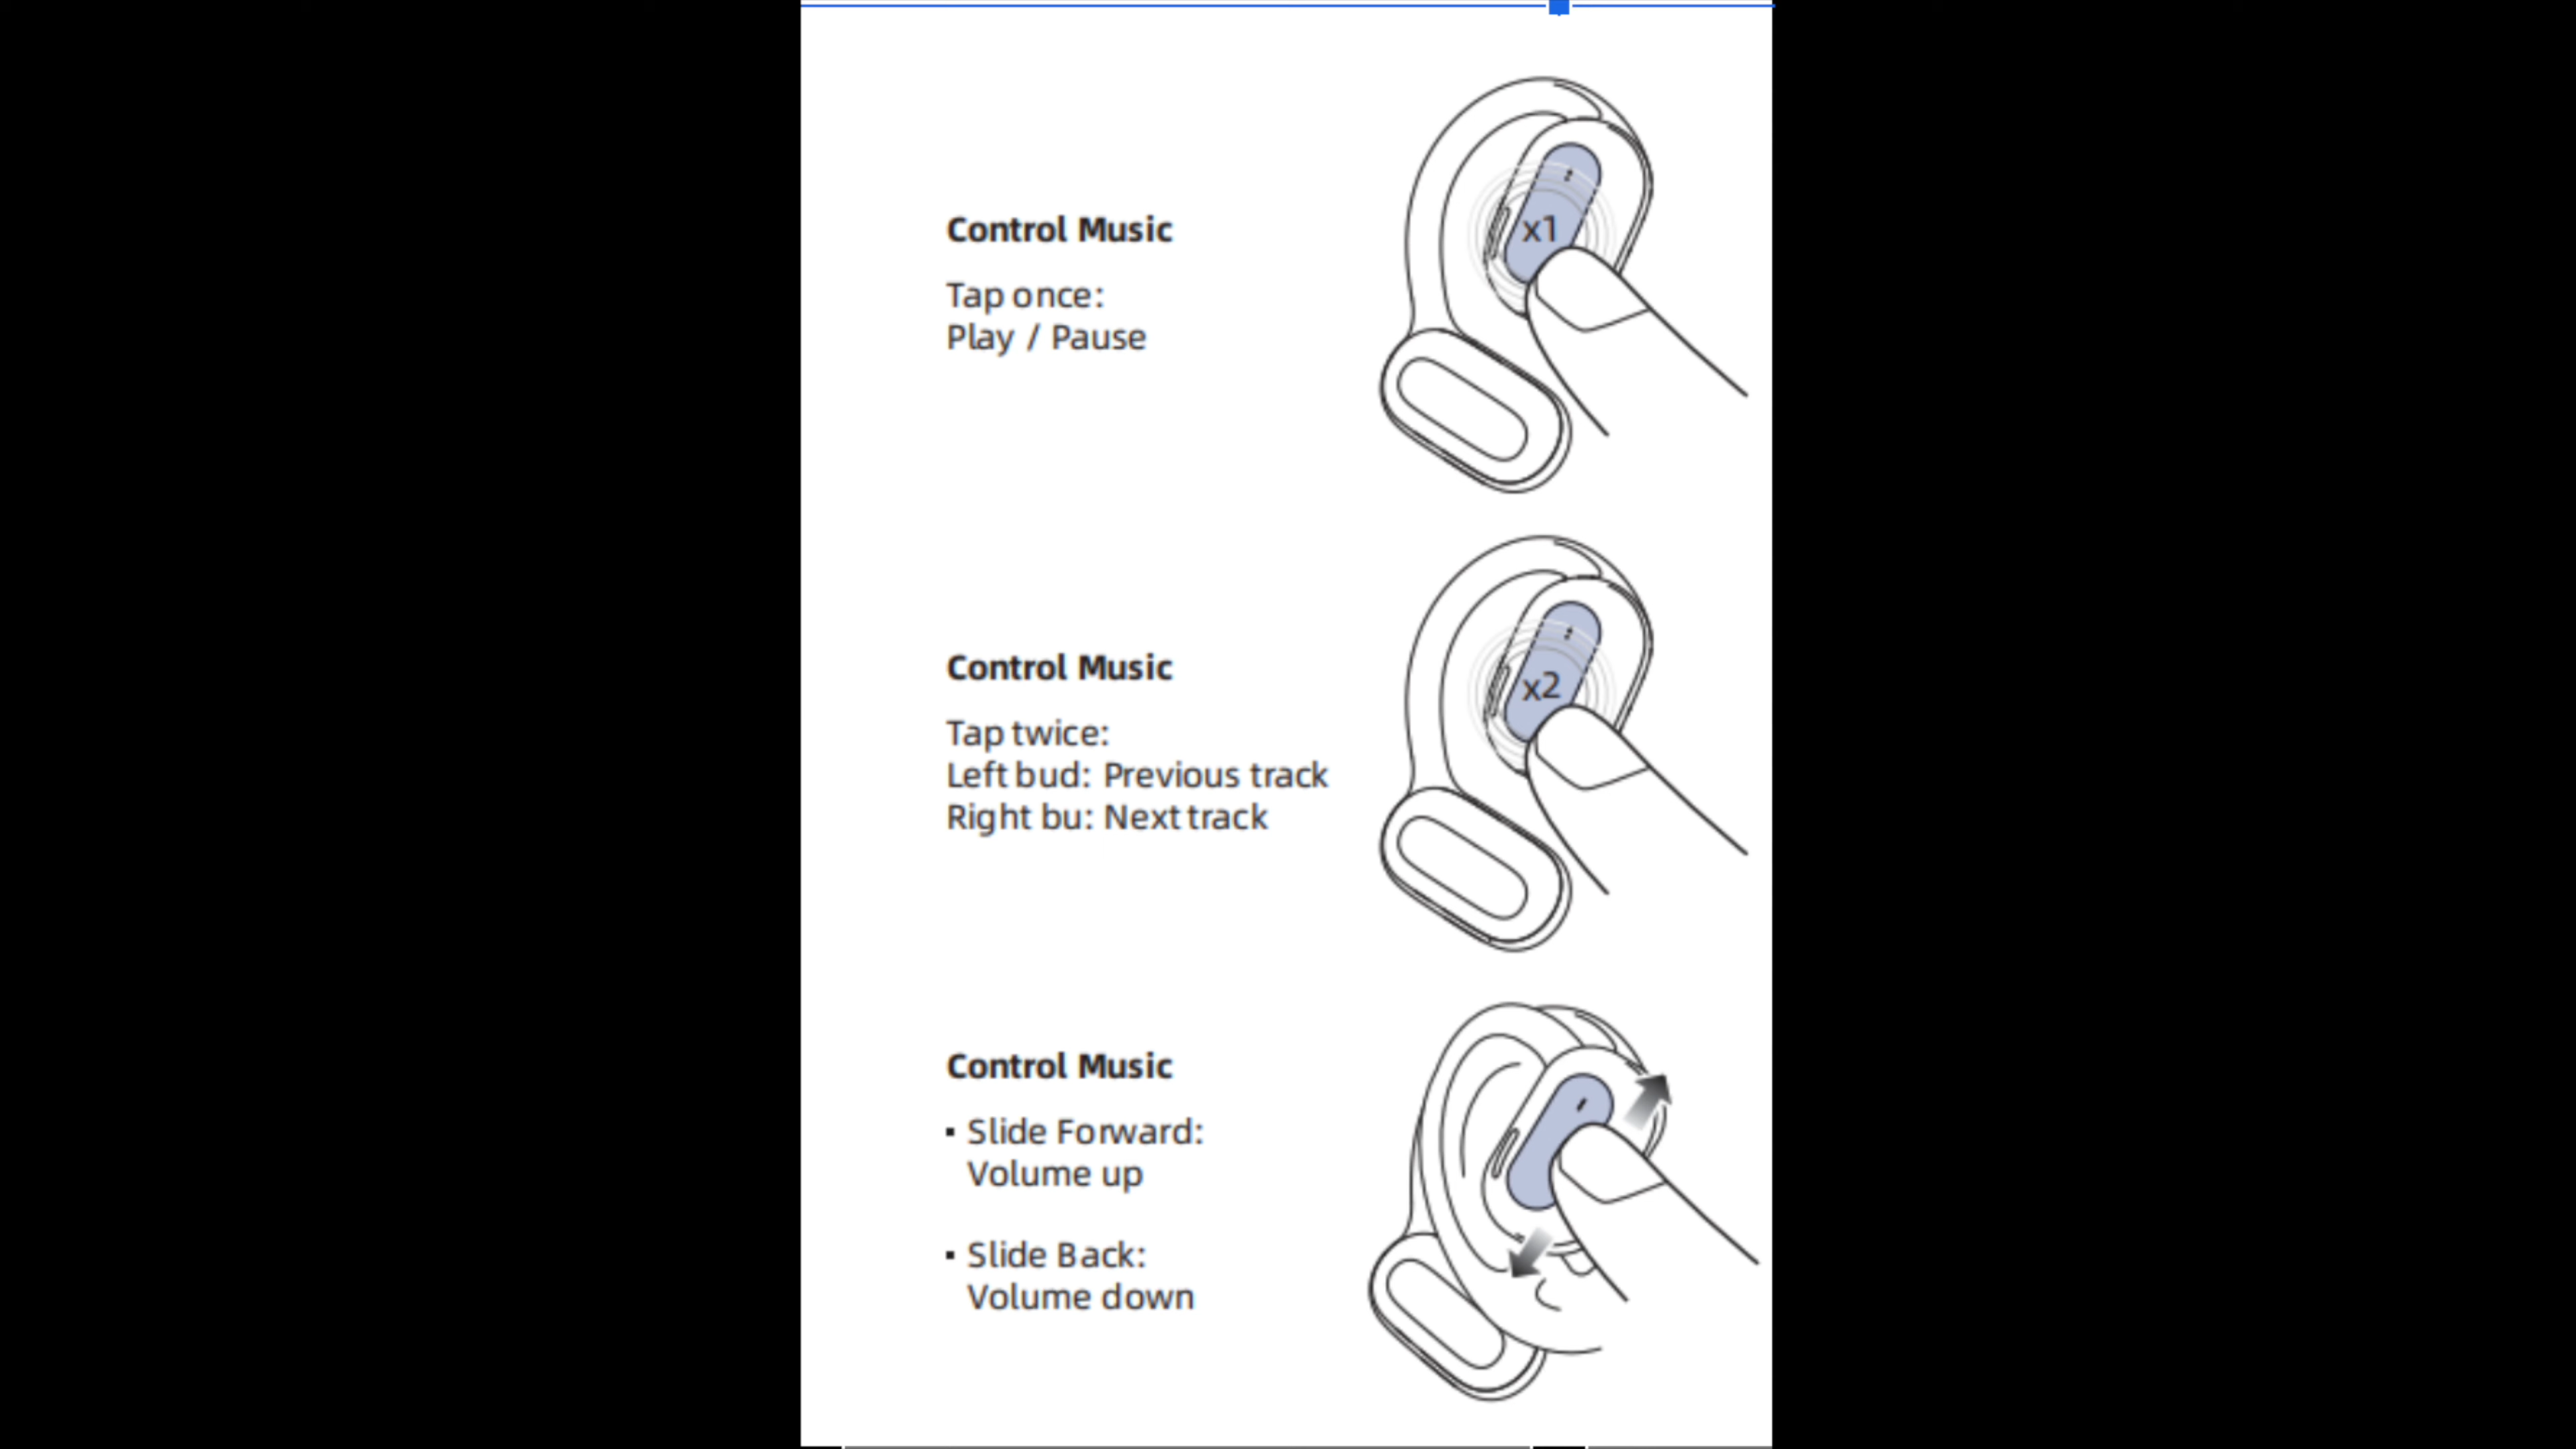 Control Music
Tap once:
Play / Pause
x1
Control Music
Tap twice:
Left bud: Previous track
Right bu: Next track
x2
Control Music
▪ Slide Forward:
Volume up
▪ Slide Back:
Volume down